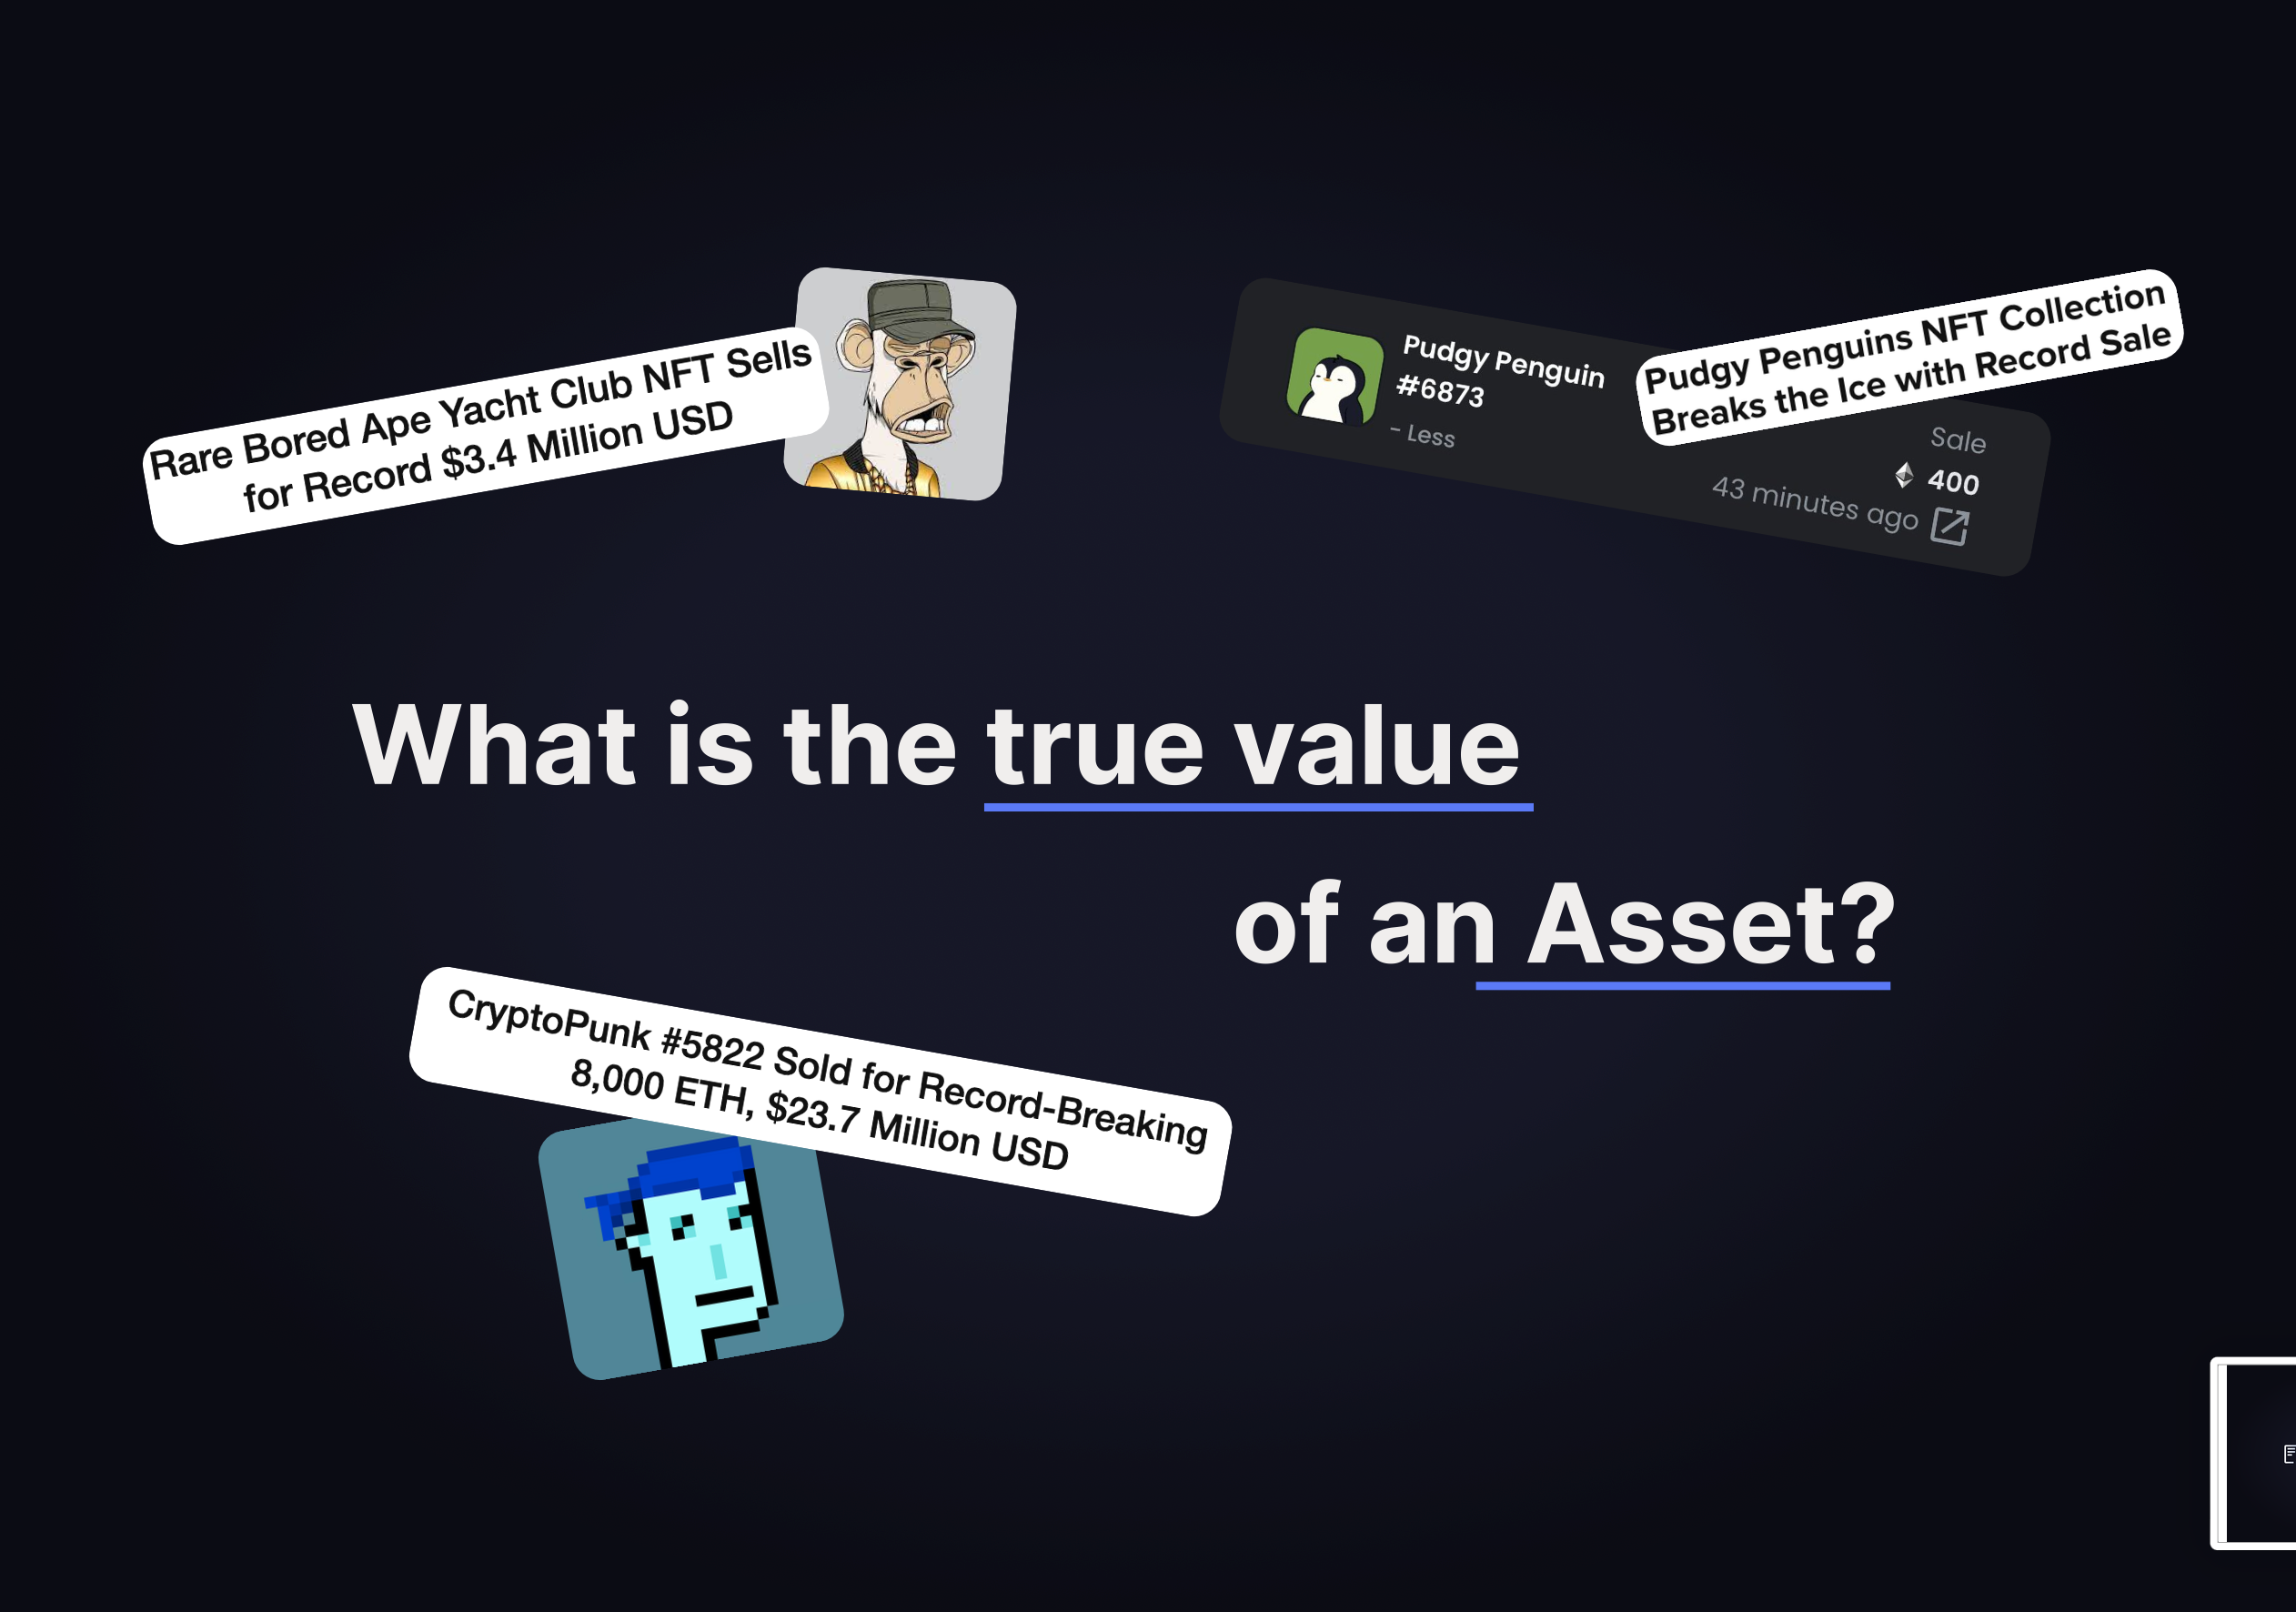 Rare Bored Ape Yacht Club NFT Sells
for Record $3.4 Million USD
Pudgy Penguin
#6873
– Less
Pudgy Penguins NFT Collection
Breaks the Ice with Record Sale
Sale
400
43 minutes ago
What is the true value
of an Asset?
CryptoPunk #5822 Sold for Record-Breaking
8,000 ETH, $23.7 Million USD